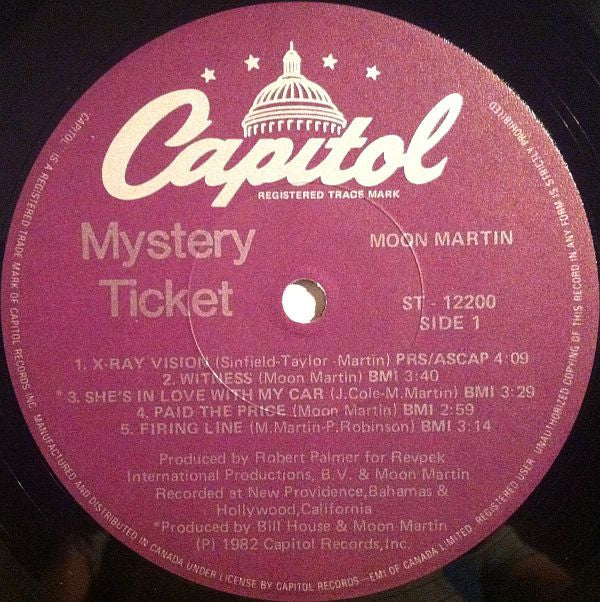 Capitol
REGISTERED TRADE MARK
Mystery
Ticket
MOON MARTIN
ST - 12200
SIDE 1
1. X-RAY VISION (Sinfield-Taylor -Martin) PRS/ASCAP 4:09
2. WITNESS (Moon Martin) BMI 3:40
* 3. SHE'S IN LOVE WITH MY CAR (J.Cole-M.Martin) BMI 3:29
4. PAID THE PRICE (Moon Martin) BMI 2:59
5. FIRING LINE (M.Martin-P.Robinson) BMI 3:14
Produced by Robert Palmer for Revpek
International Productions, B.V. & Moon Martin
Recorded at New Providence,Bahamas &
Hollywood,California
*Produced by Bill House & Moon Martin
(P) 1982 Capitol Records,Inc.
CAPITOL IS A REGISTERED TRADE MARK OF CAPITOL RECORDS, INC. MANUFACTURED AND DISTRIBUTED IN CANADA UNDER LICENSE BY CAPITOL RECORDS-EMI OF CANADA LIMITED. REGISTERED USER. UNAUTHORIZED COPYING OF THIS RECORD IN ANY FORM IS STRICTLY PROHIBITED